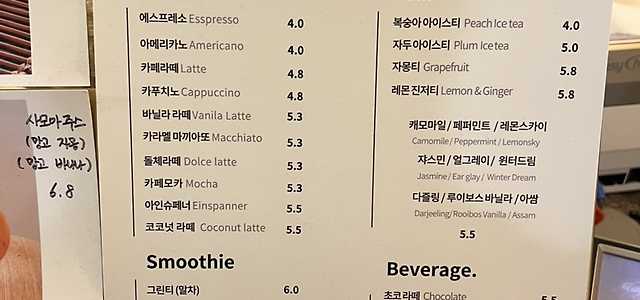 에스프레소 Esspresso 4.0
아메리카노 Americano 4.0
카페라떼 Latte 4.8
카푸치노 Cappuccino 4.8
바닐라 라떼 Vanila Latte 5.3
카라멜 마끼아또 Macchiato 5.3
돌체라떼 Dolce latte 5.3
카페모카 Mocha 5.3
아인슈페너 Einspanner 5.5
코코넛 라떼 Coconut latte 5.5
Smoothie
그린티 (말차) 6.0
복숭아 아이스티 Peach Ice tea 4.0
자두 아이스티 Plum Ice tea 5.0
자몽티 Grapefruit 5.8
레몬 진저티 Lemon & Ginger 5.8
캐모마일 / 페퍼민트 / 레몬스카이
Camomile / Peppermint / Lemonsky
쟈스민 / 얼그레이 / 윈터드림
Jasmine / Ear glay / Winter Dream
다즐링 / 루이보스 바닐라 / 아쌈
Darjeeling/ Rooibos Vanilla / Assam
5.5
Beverage.
초코 라떼 Chocolate 5.5
사모아 쥬스
(망고 자몽)
(망고 바나나)
6.8